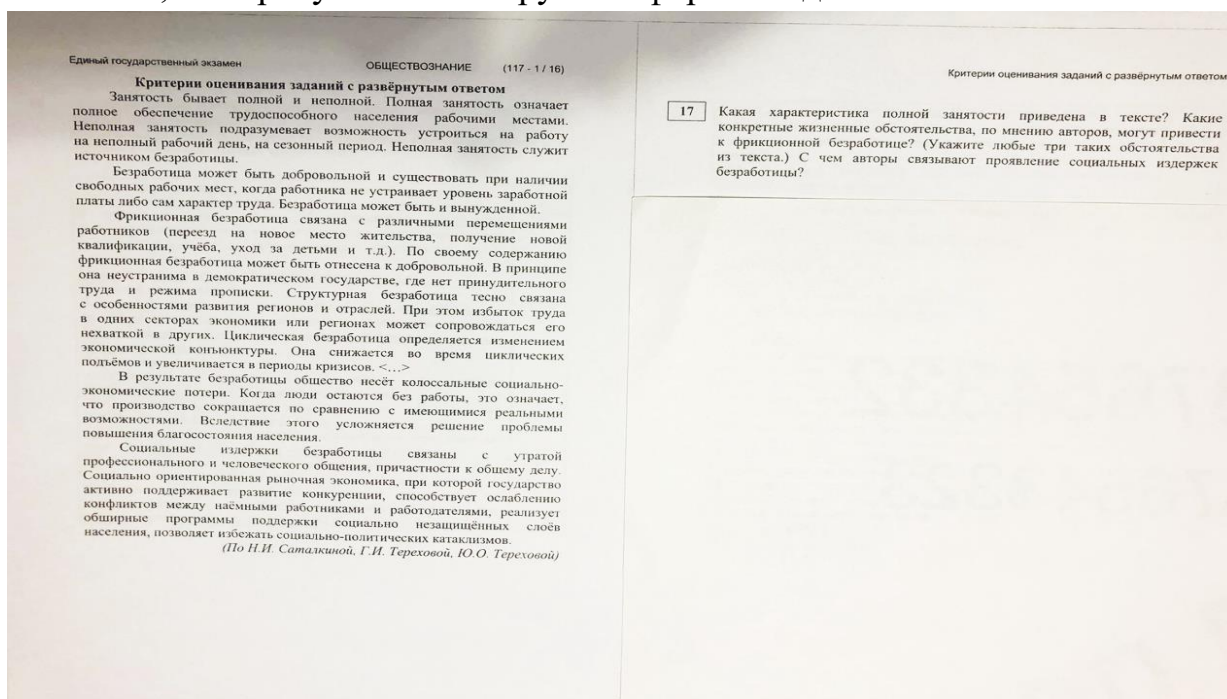 Единый государственный экзамен ОБЩЕСТВОЗНАНИЕ (117 - 1 / 16)
Критерии оценивания заданий с развёрнутым ответом
Занятость бывает полной и неполной. Полная занятость означает
полное обеспечение трудоспособного населения рабочими местами.
Неполная занятость подразумевает возможность устроиться на работу
на неполный рабочий день, на сезонный период. Неполная занятость служит
источником безработицы.
Безработица может быть добровольной и существовать при наличии
свободных рабочих мест, когда работника не устраивает уровень заработной
платы либо сам характер труда. Безработица может быть и вынужденной.
Фрикционная безработица связана с различными перемещениями
работников (переезд на новое место жительства, получение новой
квалификации, учёба, уход за детьми и т.д.). По своему содержанию
фрикционная безработица может быть отнесена к добровольной. В принципе
она неустранима в демократическом государстве, где нет принудительного
труда и режима прописки. Структурная безработица тесно связана
с особенностями развития регионов и отраслей. При этом избыток труда
в одних секторах экономики или регионах может сопровождаться его
нехваткой в других. Циклическая безработица определяется изменением
экономической конъюнктуры. Она снижается во время циклических
подъёмов и увеличивается в периоды кризисов. <...>
В результате безработицы общество несёт колоссальные социально-
экономические потери. Когда люди остаются без работы, это означает,
что производство сокращается по сравнению с имеющимися реальными
возможностями. Вследствие этого усложняется решение проблемы
повышения благосостояния населения.
Социальные издержки безработицы связаны с утратой
профессионального и человеческого общения, причастности к общему делу.
Социально ориентированная рыночная экономика, при которой государство
активно поддерживает развитие конкуренции, способствует ослаблению
конфликтов между наёмными работниками и работодателями, реализует
обширные программы поддержки социально незащищённых слоёв
населения, позволяет избежать социально-политических катаклизмов.
(По Н.И. Саталкиной, Г.И. Тереховой, Ю.О. Тереховой)
Критерии оценивания заданий с развёрнутым ответом
17 Какая характеристика полной занятости приведена в тексте? Какие
конкретные жизненные обстоятельства, по мнению авторов, могут привести
к фрикционной безработице? (Укажите любые три таких обстоятельства
из текста.) С чем авторы связывают проявление социальных издержек
безработицы?